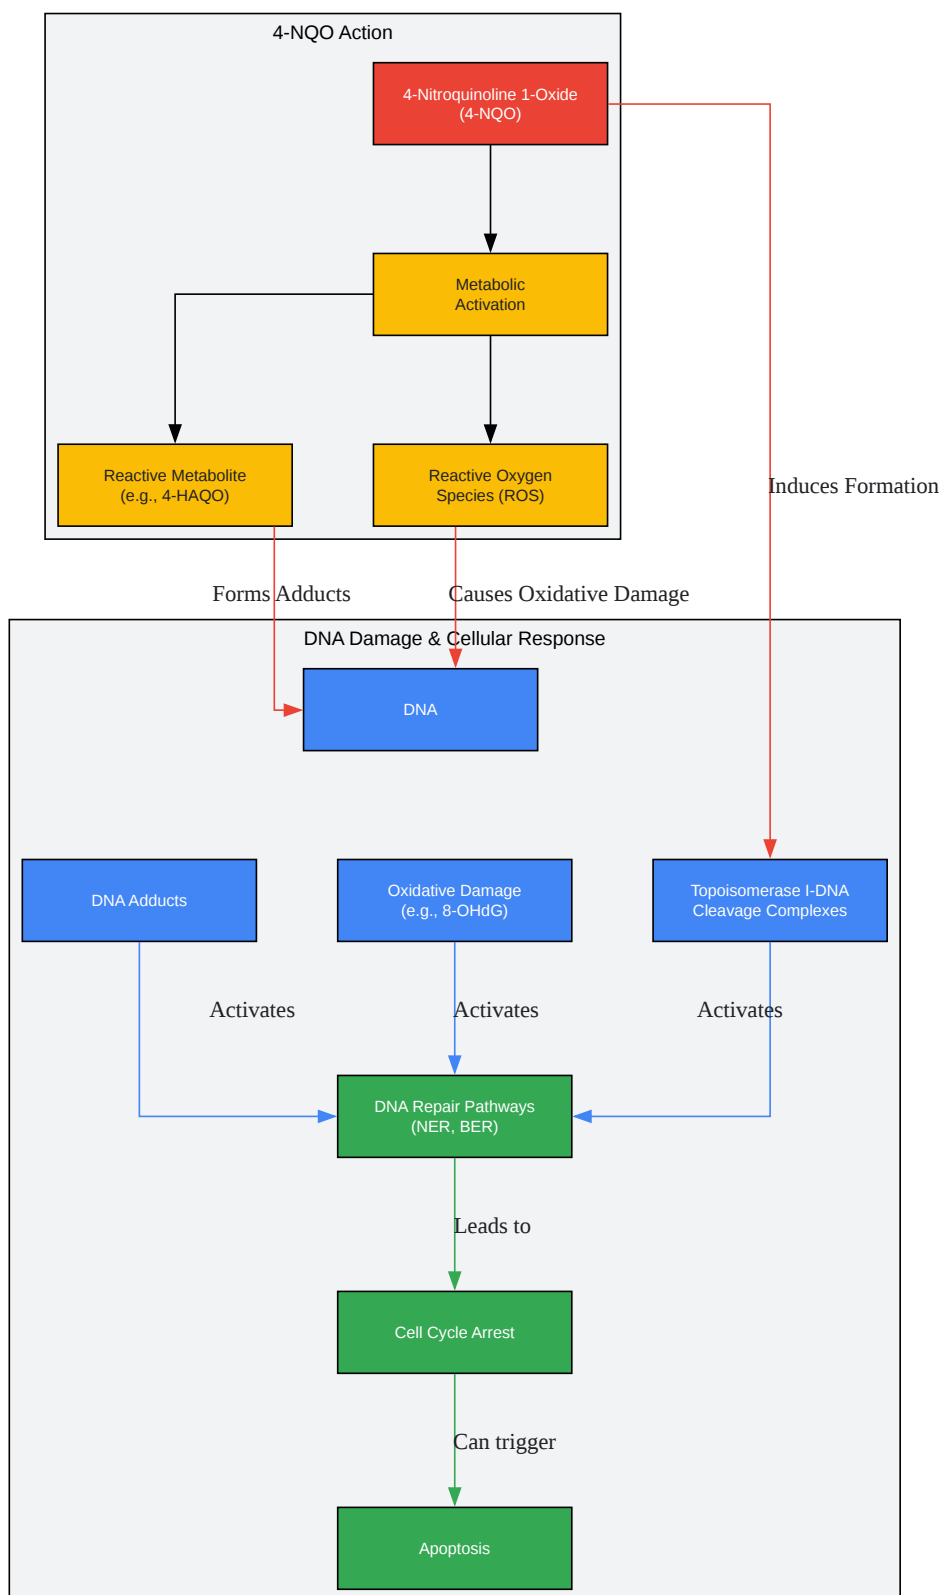 4-NQO Action
4-Nitroquinoline 1-Oxide
(4-NQO)
Metabolic
Activation
Reactive Metabolite
(e.g., 4-HAQO)
Reactive Oxygen
Species (ROS)
Induces Formation
Forms Adducts
Causes Oxidative Damage
DNA Damage & Cellular Response
DNA
DNA Adducts
Oxidative Damage
(e.g., 8-OHdG)
Topoisomerase I-DNA
Cleavage Complexes
Activates
Activates
Activates
DNA Repair Pathways
(NER, BER)
Leads to
Cell Cycle Arrest
Can trigger
Apoptosis